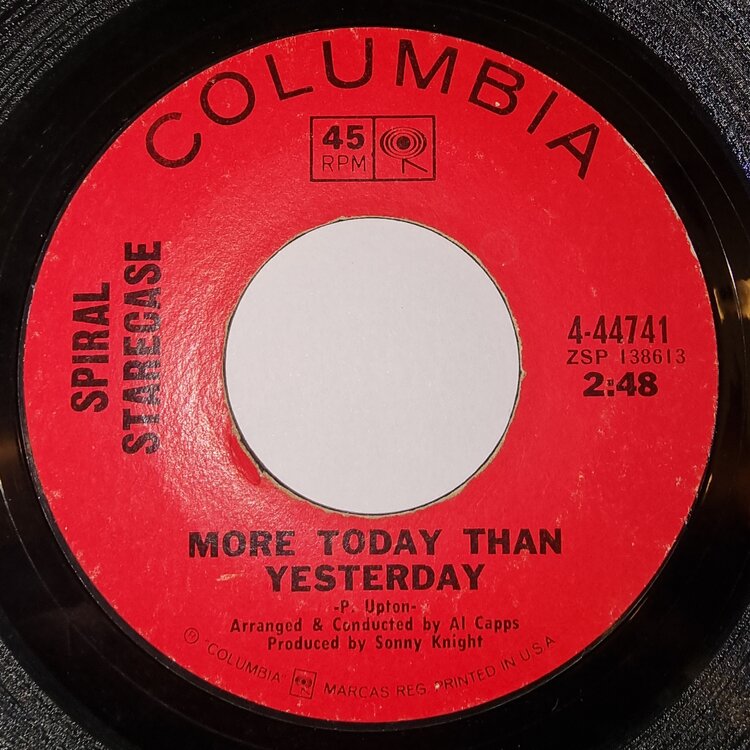 COLUMBIA
45
RPM
SPIRAL
STARECASE
4-44741
ZSP 138613
2:48
MORE TODAY THAN
YESTERDAY
-P. Upton-
Arranged & Conducted by Al Capps
Produced by Sonny Knight
® "COLUMBIA" MARCAS REG. PRINTED IN U.S.A.